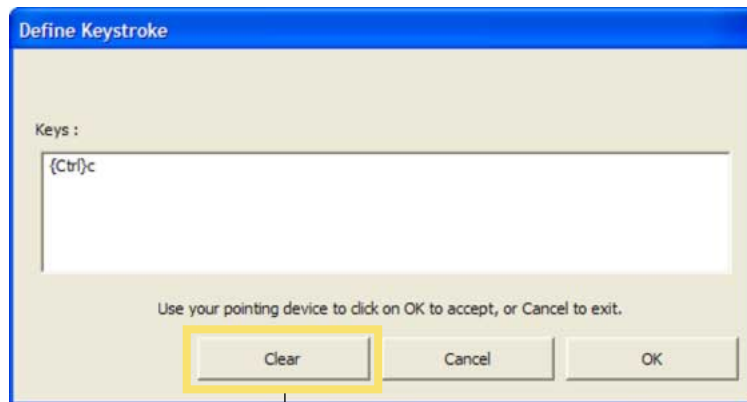 Define Keystroke
Keys :
{Ctrl}c
Use your pointing device to click on OK to accept, or Cancel to exit.
Clear Cancel OK